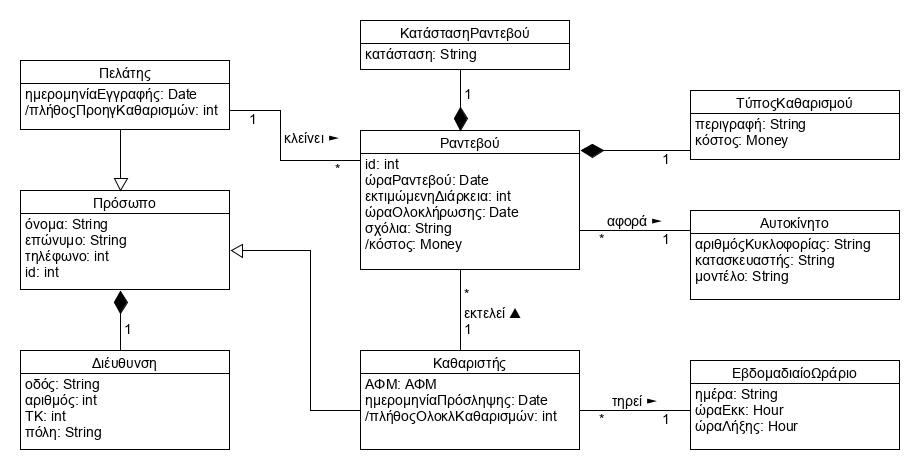 ΚατάστασηΡαντεβού
κατάσταση: String
1
Πελάτης
ημερομηνίαΕγγραφής: Date
/πλήθοςΠροηγΚαθαρισμών: int
1
κλείνει ►
*
Ραντεβού
id: int
ώραΡαντεβού: Date
εκτιμώμενηΔιάρκεια: int
ώραΟλοκλήρωσης: Date
σχόλια: String
/κόστος: Money
ΤύποςΚαθαρισμού
περιγραφή: String
κόστος: Money
1
αφορά ►
*
1
Αυτοκίνητο
αριθμόςΚυκλοφορίας: String
κατασκευαστής: String
μοντέλο: String
Πρόσωπο
όνομα: String
επώνυμο: String
τηλέφωνο: int
id: int
1
*
εκτελεί ▲
1
Διέυθυνση
οδός: String
αριθμός: int
ΤΚ: int
πόλη: String
Καθαριστής
ΑΦΜ: ΑΦΜ
ημερομηνίαΠρόσληψης: Date
/πλήθοςΟλοκλΚαθαρισμών: int
τηρεί ►
*
1
ΕβδομαδιαίοΩράριο
ημέρα: String
ώραΕκκ: Hour
ώραΛήξης: Hour